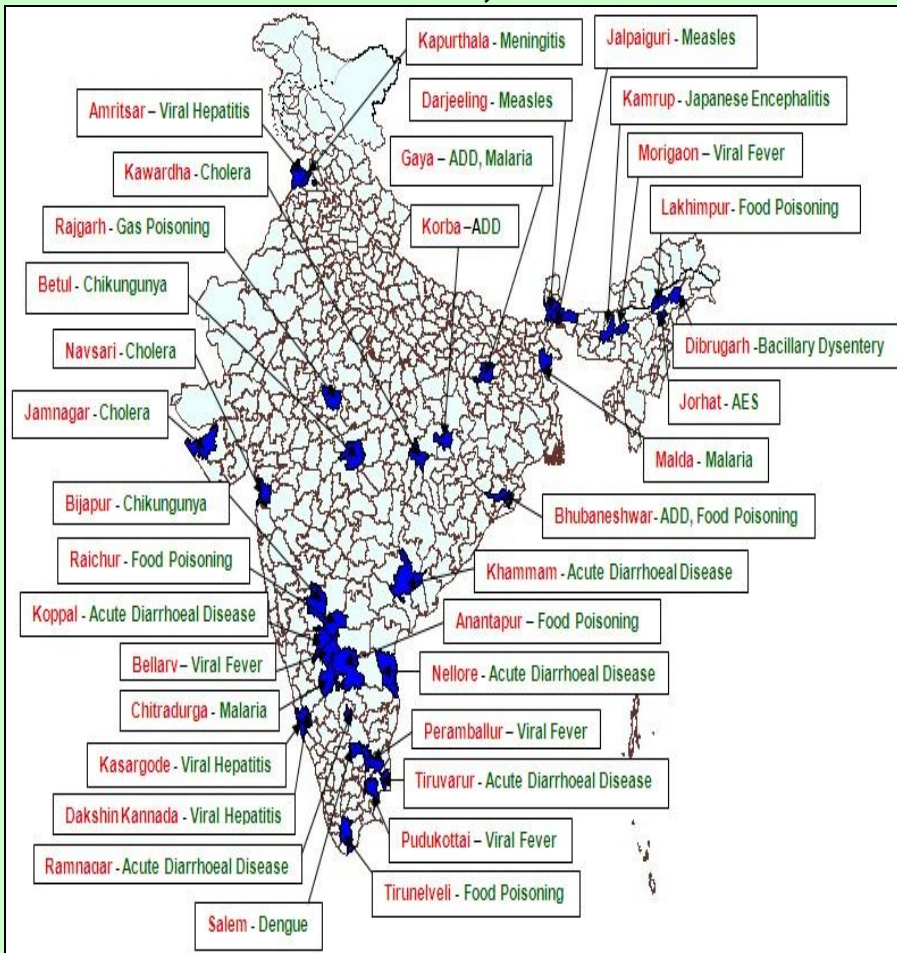 Kapurthala - Meningitis
Jalpaiguri - Measles
Amritsar – Viral Hepatitis
Darjeeling - Measles
Kamrup - Japanese Encephalitis
Kawardha - Cholera
Gaya – ADD, Malaria
Morigaon – Viral Fever
Rajgarh - Gas Poisoning
Korba –ADD
Lakhimpur - Food Poisoning
Betul - Chikungunya
Navsari - Cholera
Dibrugarh -Bacillary Dysentery
Jamnagar - Cholera
Jorhat - AES
Malda - Malaria
Bijapur - Chikungunya
Bhubaneshwar- ADD, Food Poisoning
Raichur - Food Poisoning
Khammam - Acute Diarrhoeal Disease
Koppal - Acute Diarrhoeal Disease
Anantapur – Food Poisoning
Bellarv – Viral Fever
Nellore - Acute Diarrhoeal Disease
Chitradurga - Malaria
Peramballur – Viral Fever
Kasargode - Viral Hepatitis
Tiruvarur - Acute Diarrhoeal Disease
Dakshin Kannada - Viral Hepatitis
Pudukottai – Viral Fever
Ramnagar - Acute Diarrhoeal Disease
Tirunelveli - Food Poisoning
Salem - Dengue